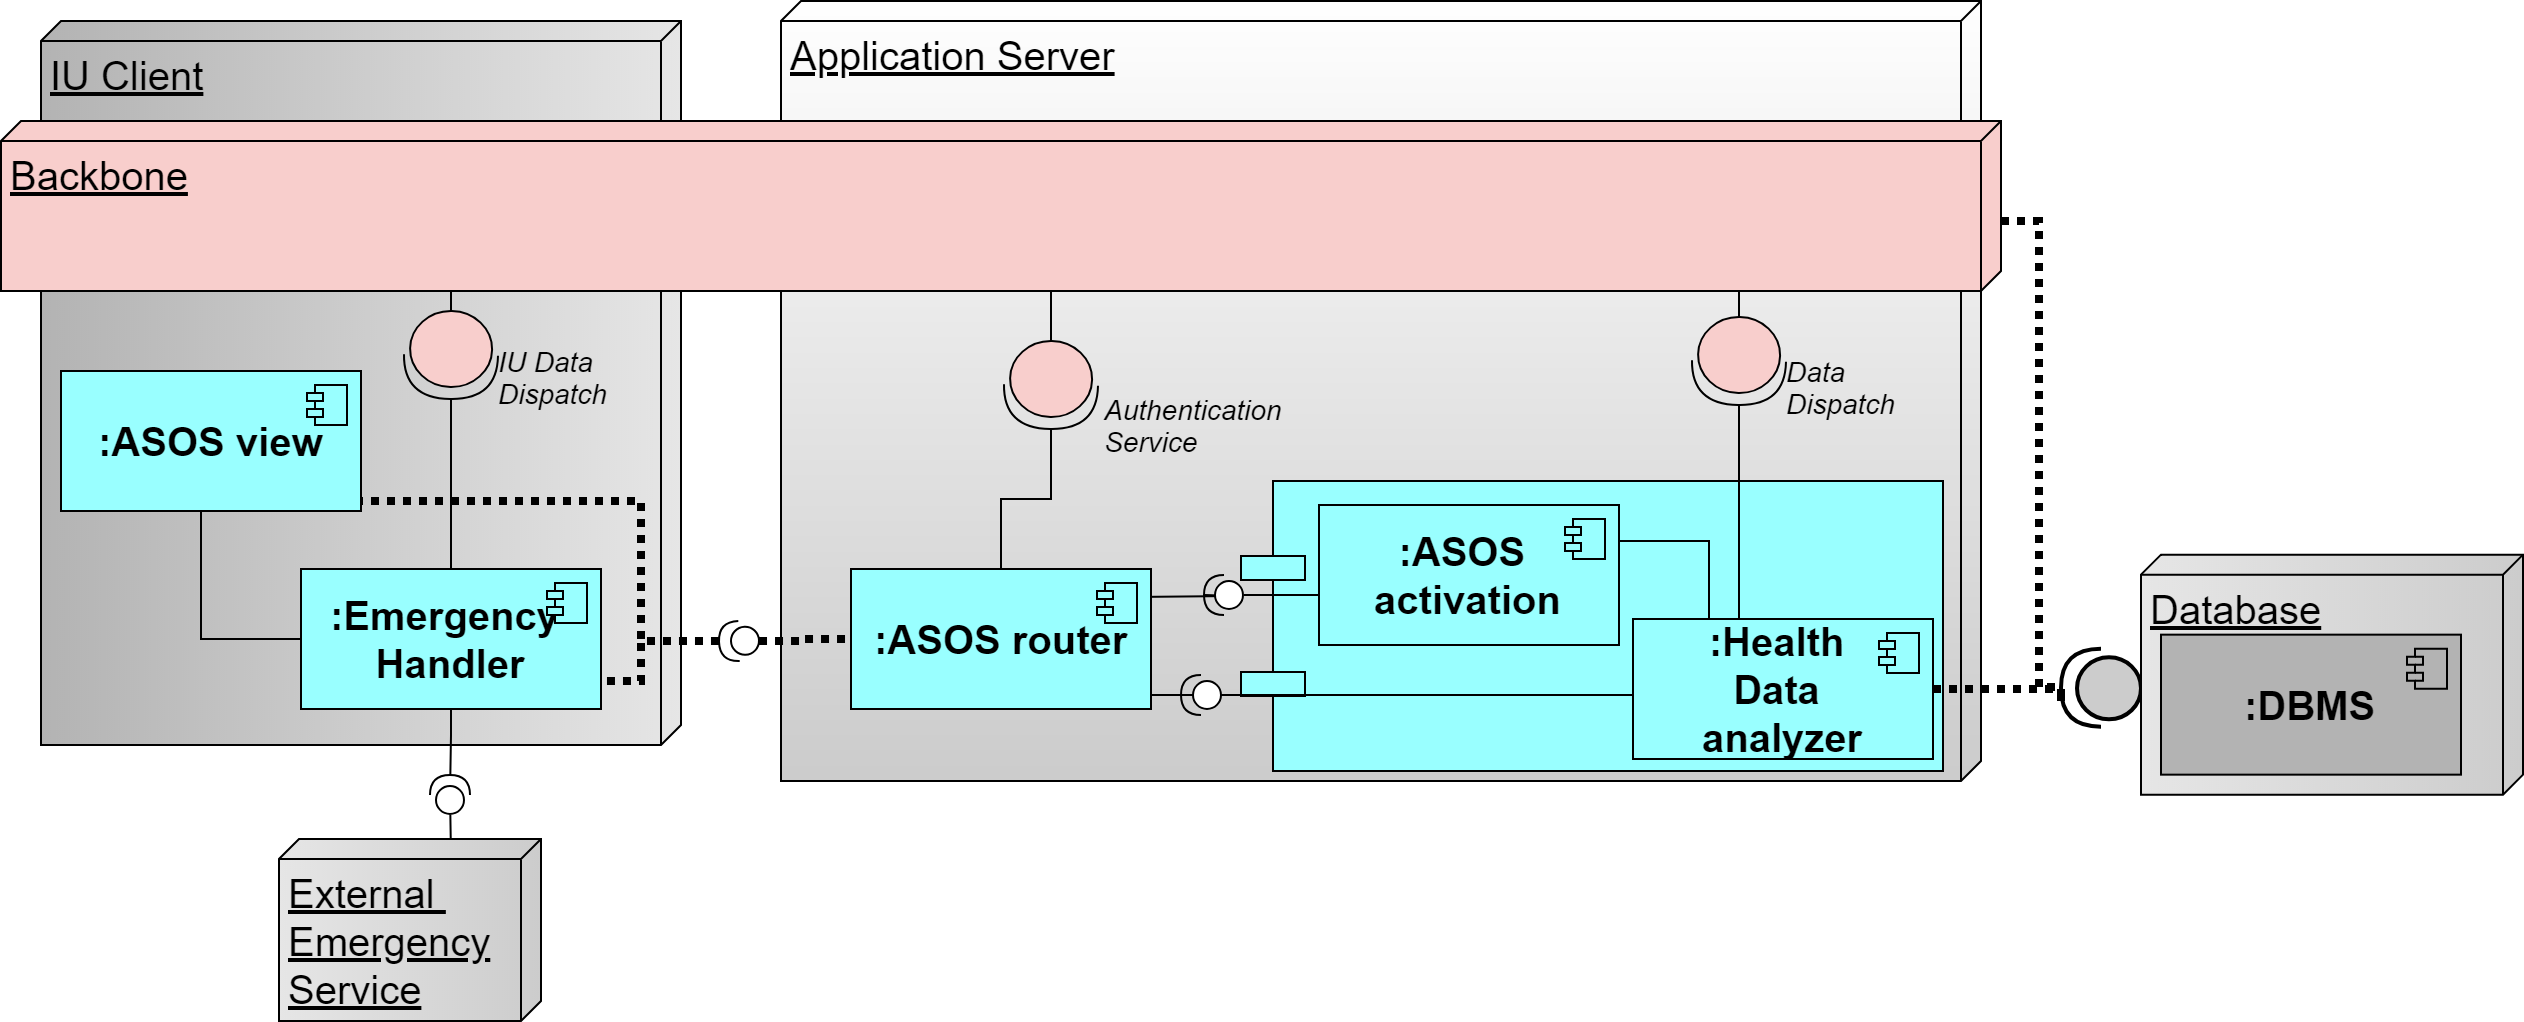 IU Client
Application Server
Backbone
IU Data
Dispatch
Data
Dispatch
Authentication
Service
:ASOS view
:ASOS
activation
:Emergency
Handler
:ASOS router
:Health
Data
analyzer
Database
:DBMS
External
Emergency
Service